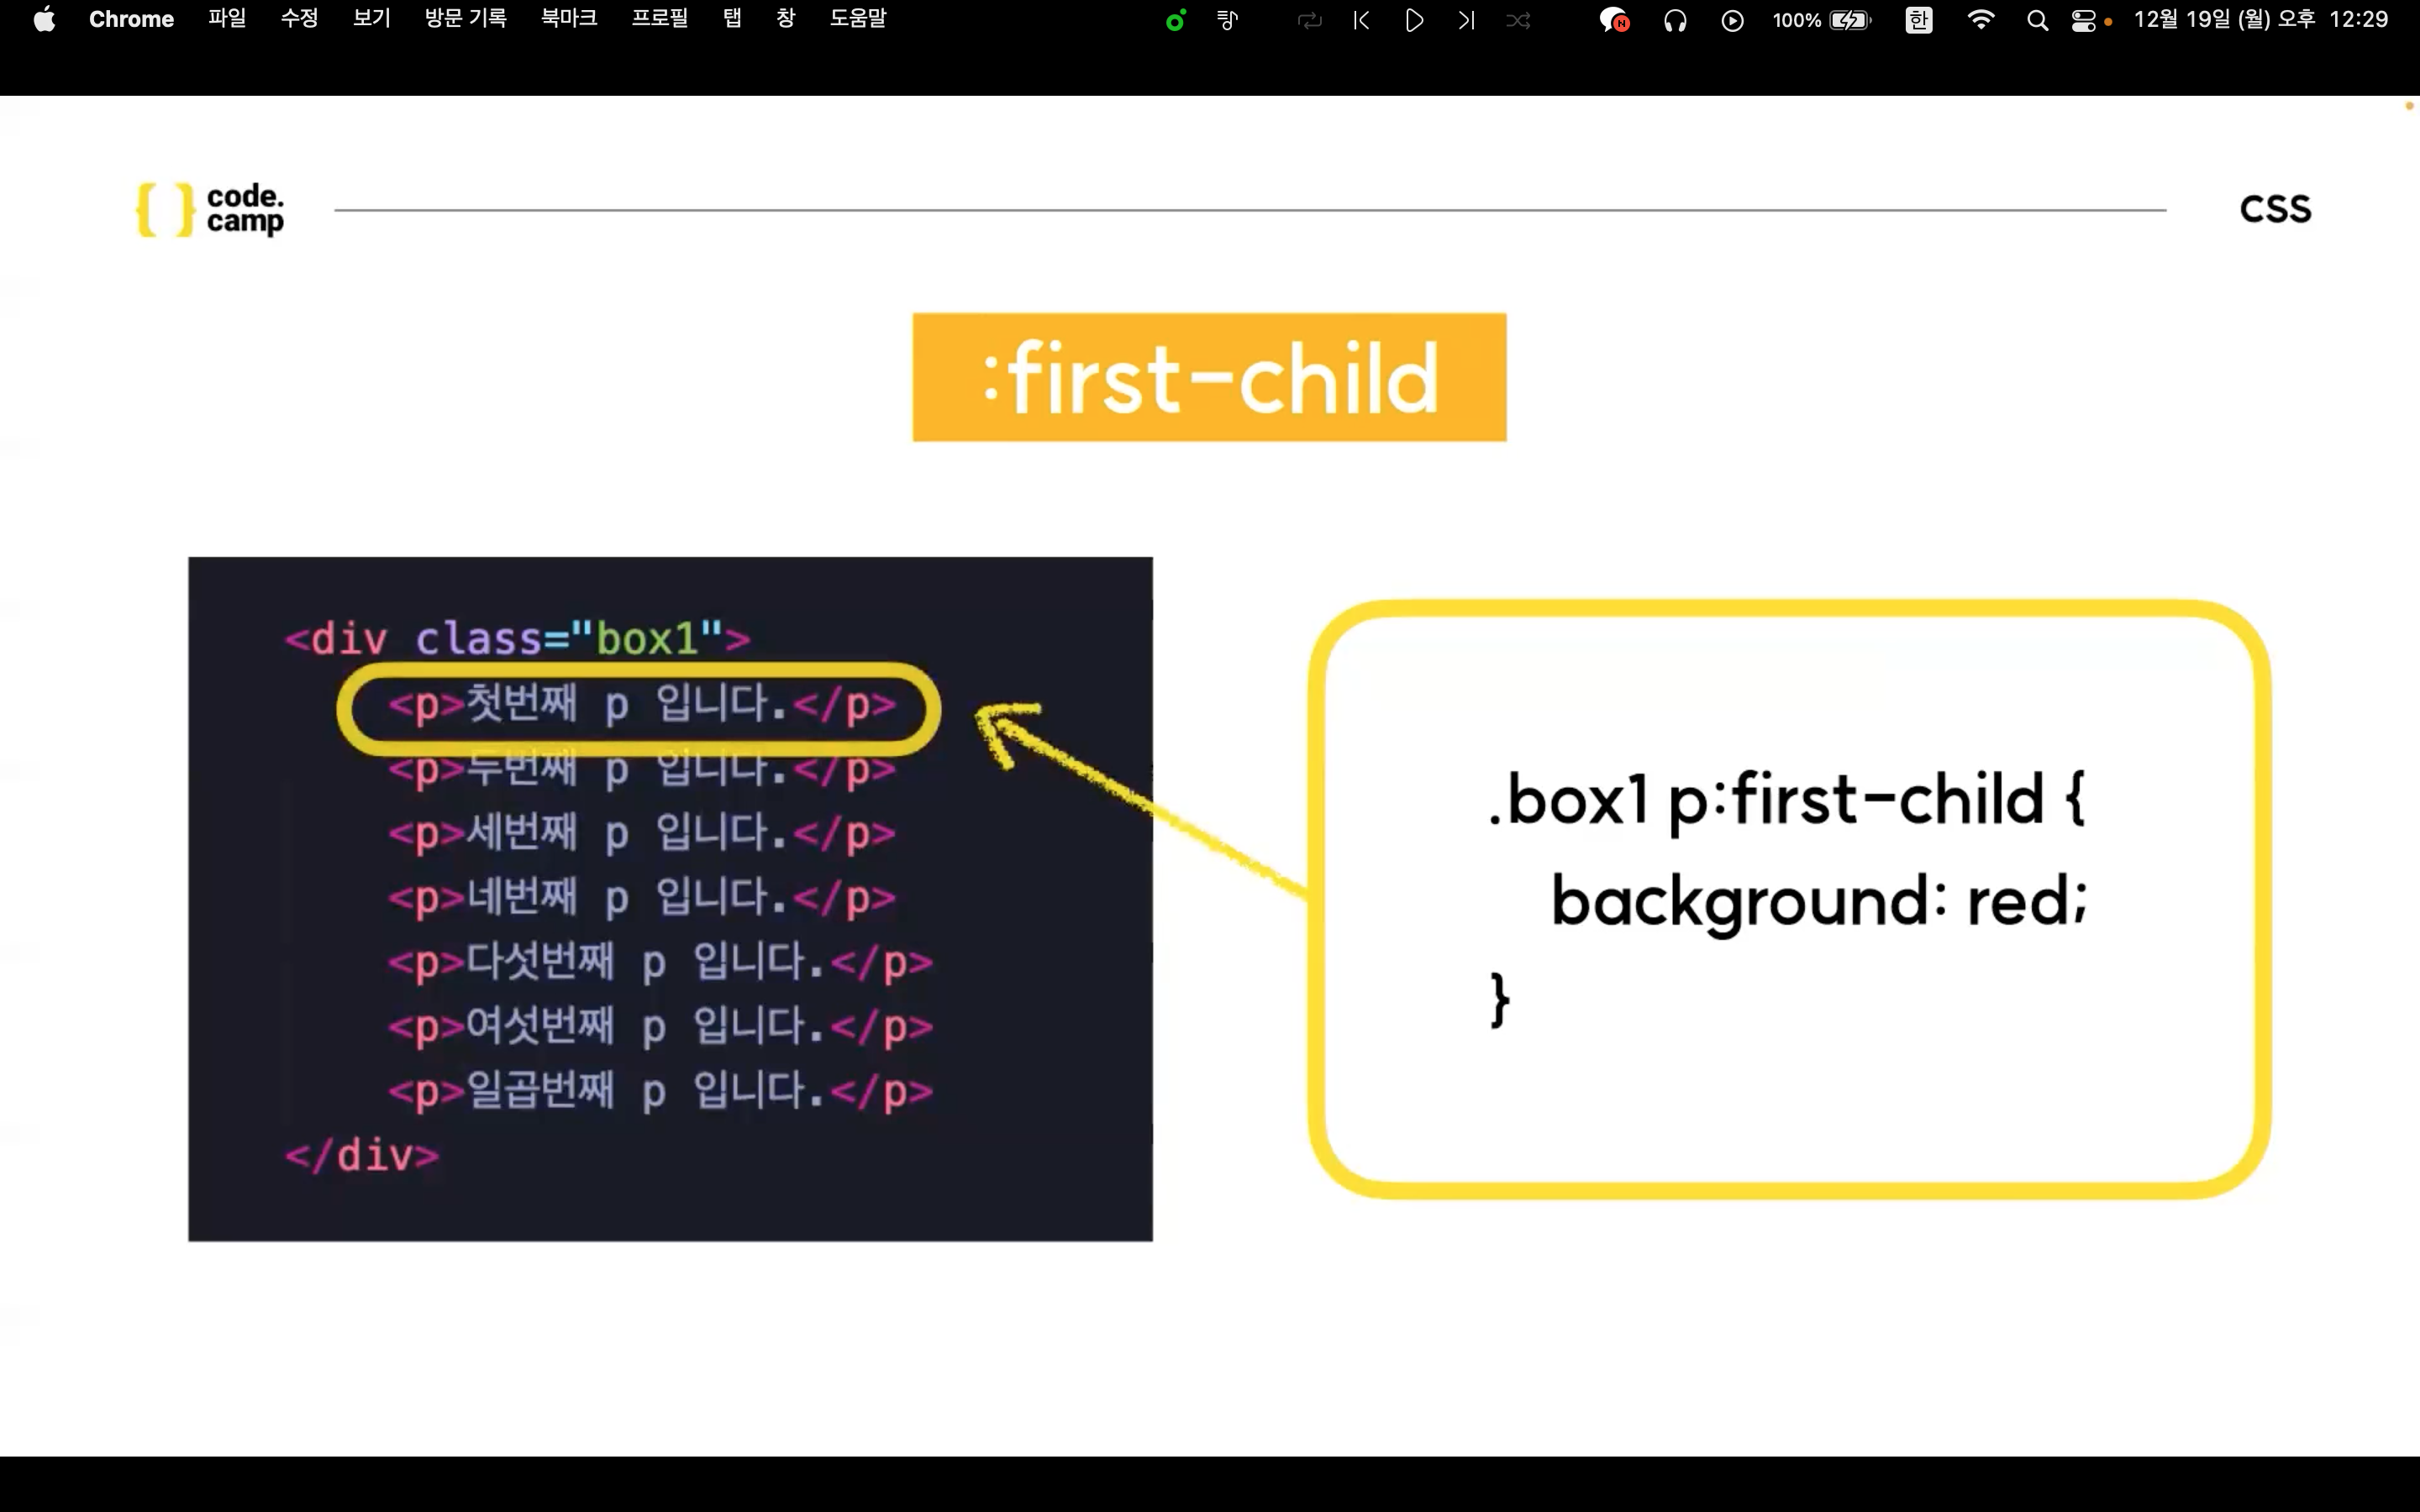 Chrome 파일 수정 보기 방문 기록 북마크 프로필 탭 창 도움말 100% 한 12월 19일 (월) 오후 12:29
code.
camp
CSS
:first-child
<div class="box1">
<p>첫번째 p 입니다.</p>
<p>두번째 p 입니다.</p>
<p>세번째 p 입니다.</p>
<p>네번째 p 입니다.</p>
<p>다섯번째 p 입니다.</p>
<p>여섯번째 p 입니다.</p>
<p>일곱번째 p 입니다.</p>
</div>
.box1 p:first-child {
background: red;
}